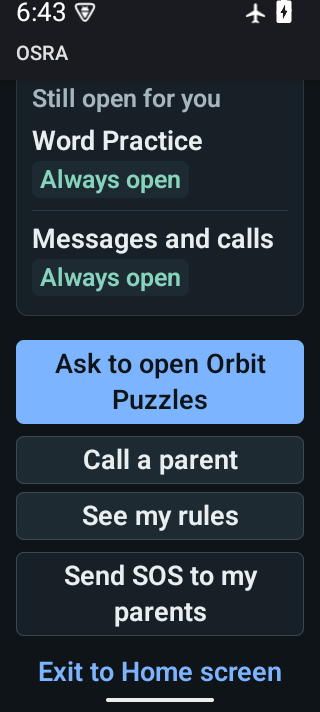 6:43
OSRA
Still open for you
Word Practice
Always open
Messages and calls
Always open
Ask to open Orbit
Puzzles
Call a parent
See my rules
Send SOS to my
parents
Exit to Home screen